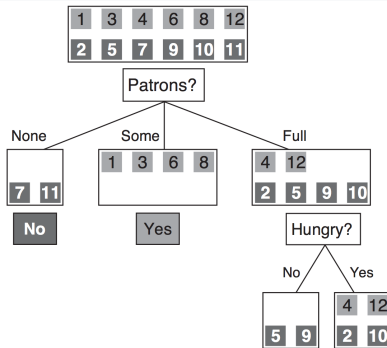 1 3 4 6 8 12
2 5 7 9 10 11
Patrons?
None Some Full
1 3 6 8
4 12
7 11
2 5 9 10
No Yes
Hungry?
No Yes
4 12
5 9
2 10